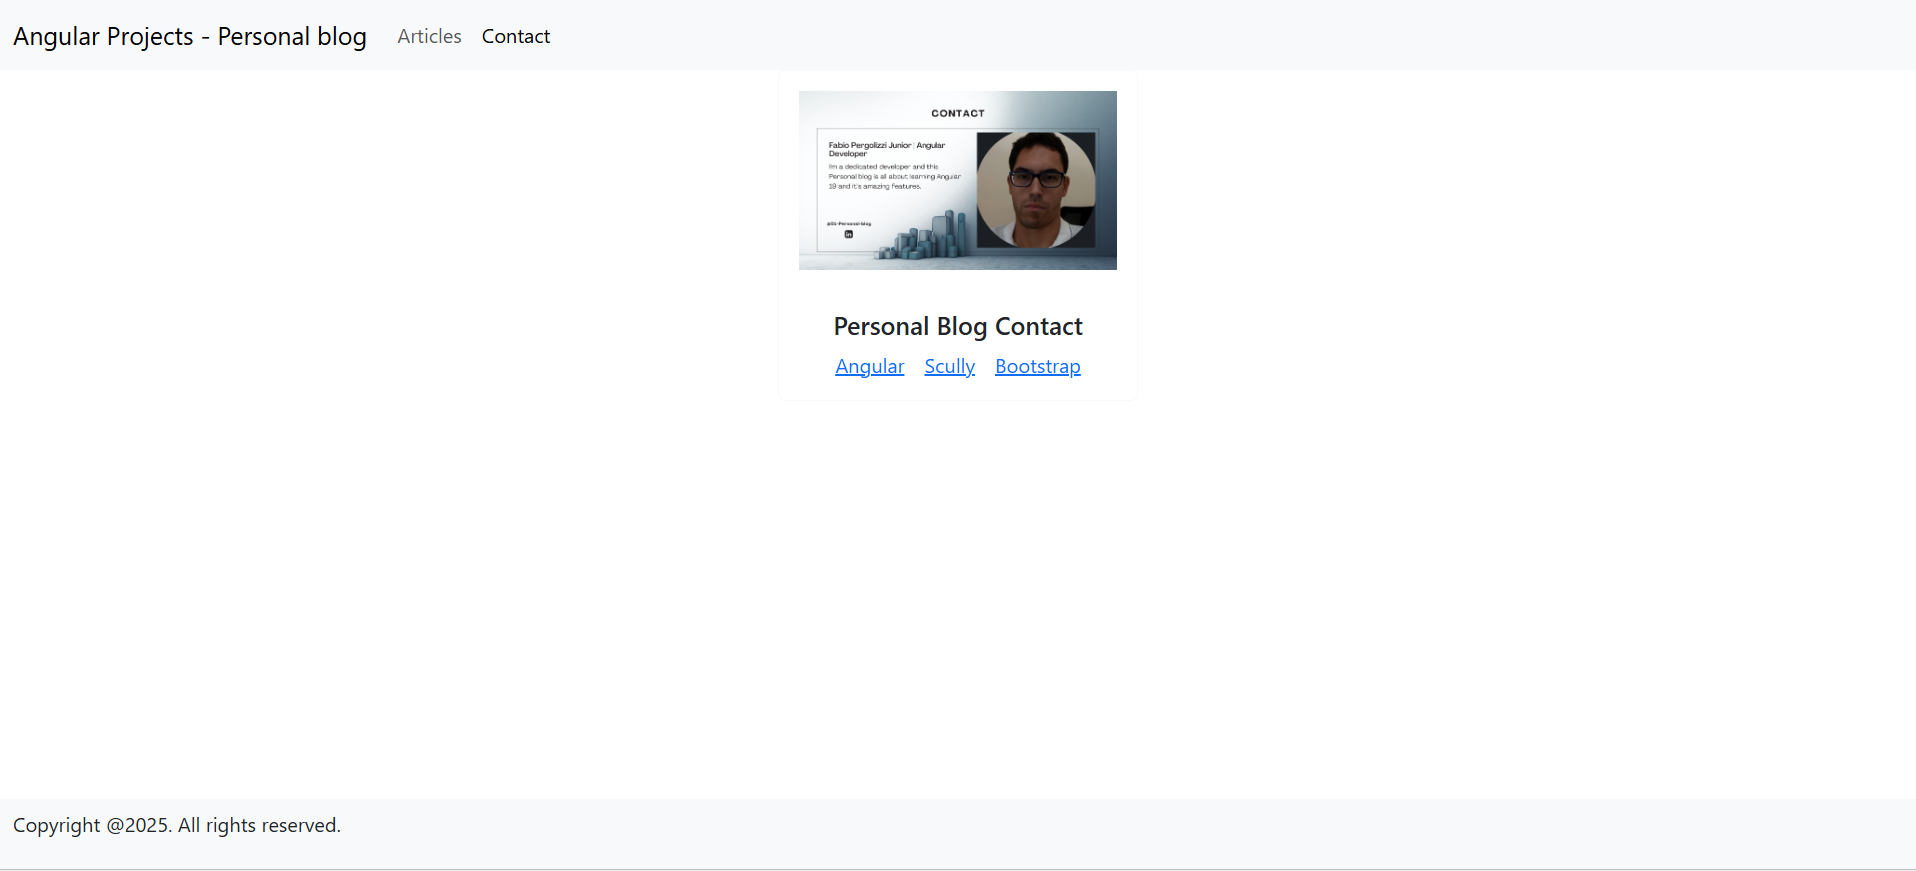 Angular Projects - Personal blog
Articles
Contact
CONTACT
Fabio Pergolizzi Junior | Angular
Developer
I'm a dedicated developer and this
Personal blog is all about learning Angular
19 and it's amazing features.
in
Personal Blog Contact
Angular Scully Bootstrap
Copyright @2025. All rights reserved.